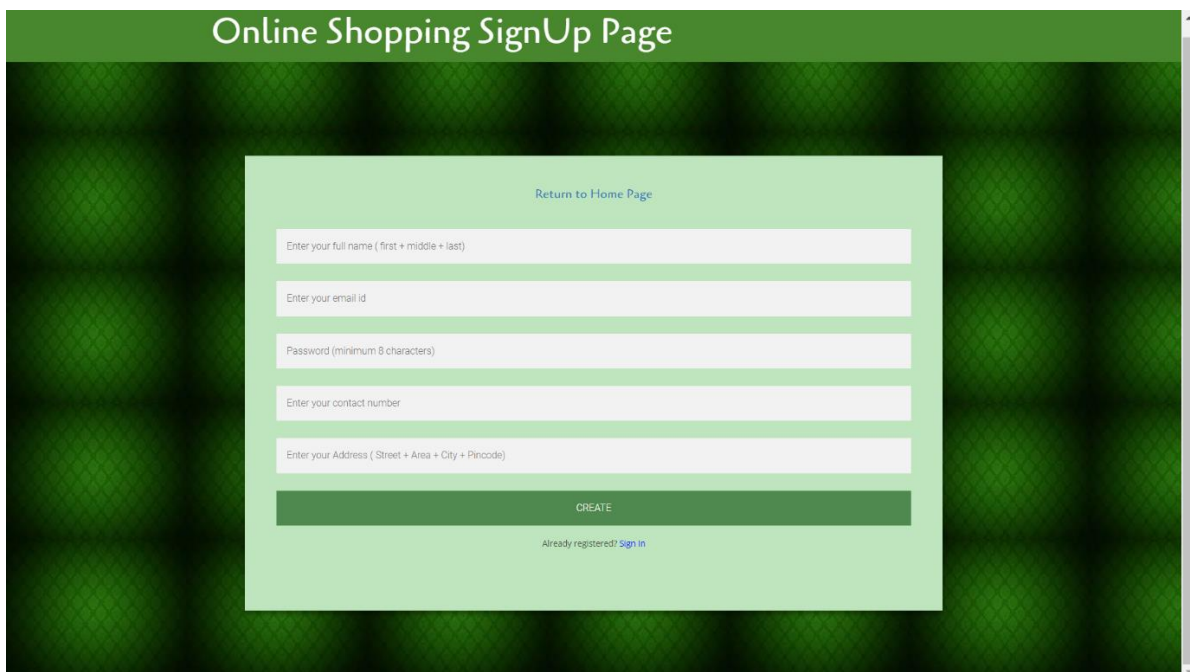 Online Shopping SignUp Page
Return to Home Page
Enter your full name ( first + middle + last)
Enter your email id
Password (minimum 8 characters)
Enter your contact number
Enter your Address ( Street + Area + City + Pincode)
CREATE
Already registered? Sign In